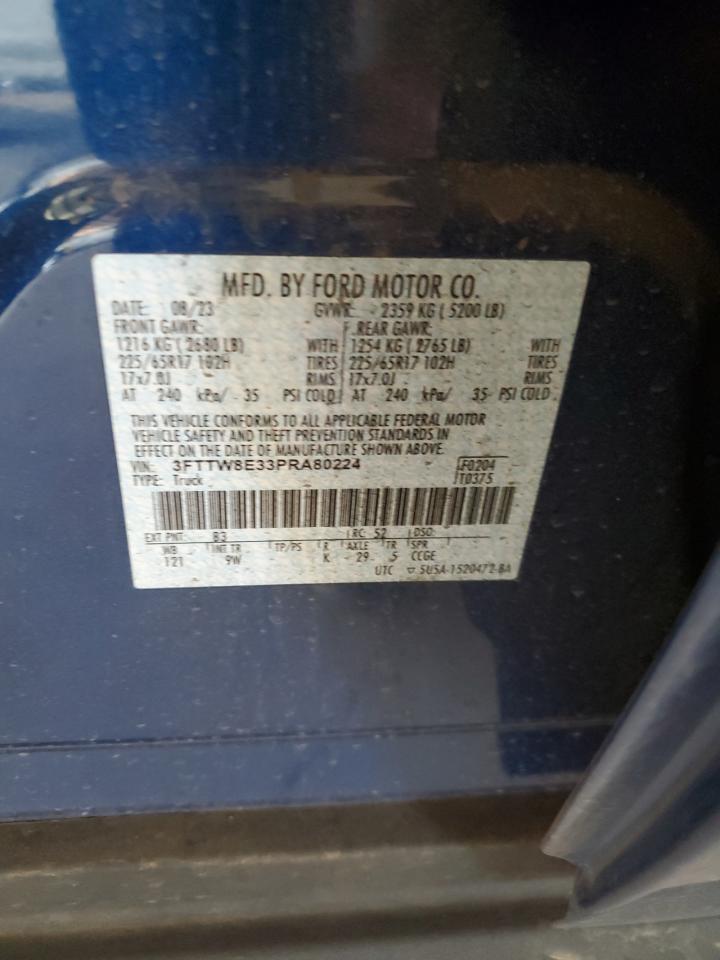 MFD. BY FORD MOTOR CO.
DATE: 08/23 GVWR: 2359 KG ( 5200 LB)
FRONT GAWR: REAR GAWR:
1216 KG ( 2680 LB) WITH 1254 KG ( 2765 LB) WITH
225/65R17 102H TIRES 225/65R17 102H TIRES
17x7.0J RIMS 17x7.0J RIMS
AT 240 kPa/ 35 PSI COLD AT 240 kPa/ 35 PSI COLD
THIS VEHICLE CONFORMS TO ALL APPLICABLE FEDERAL MOTOR
VEHICLE SAFETY AND THEFT PREVENTION STANDARDS IN
EFFECT ON THE DATE OF MANUFACTURE SHOWN ABOVE.
VIN: 3FTTW8E33PRA80224 F0204
TYPE: Truck T0375
EXT PNT: B3 RC: 52 DSO:
WB INT TR TP/PS R AXLE TR SPR
121 9W K 29 5 CCGE
UTC ▽ 5U5A-1520472-BA